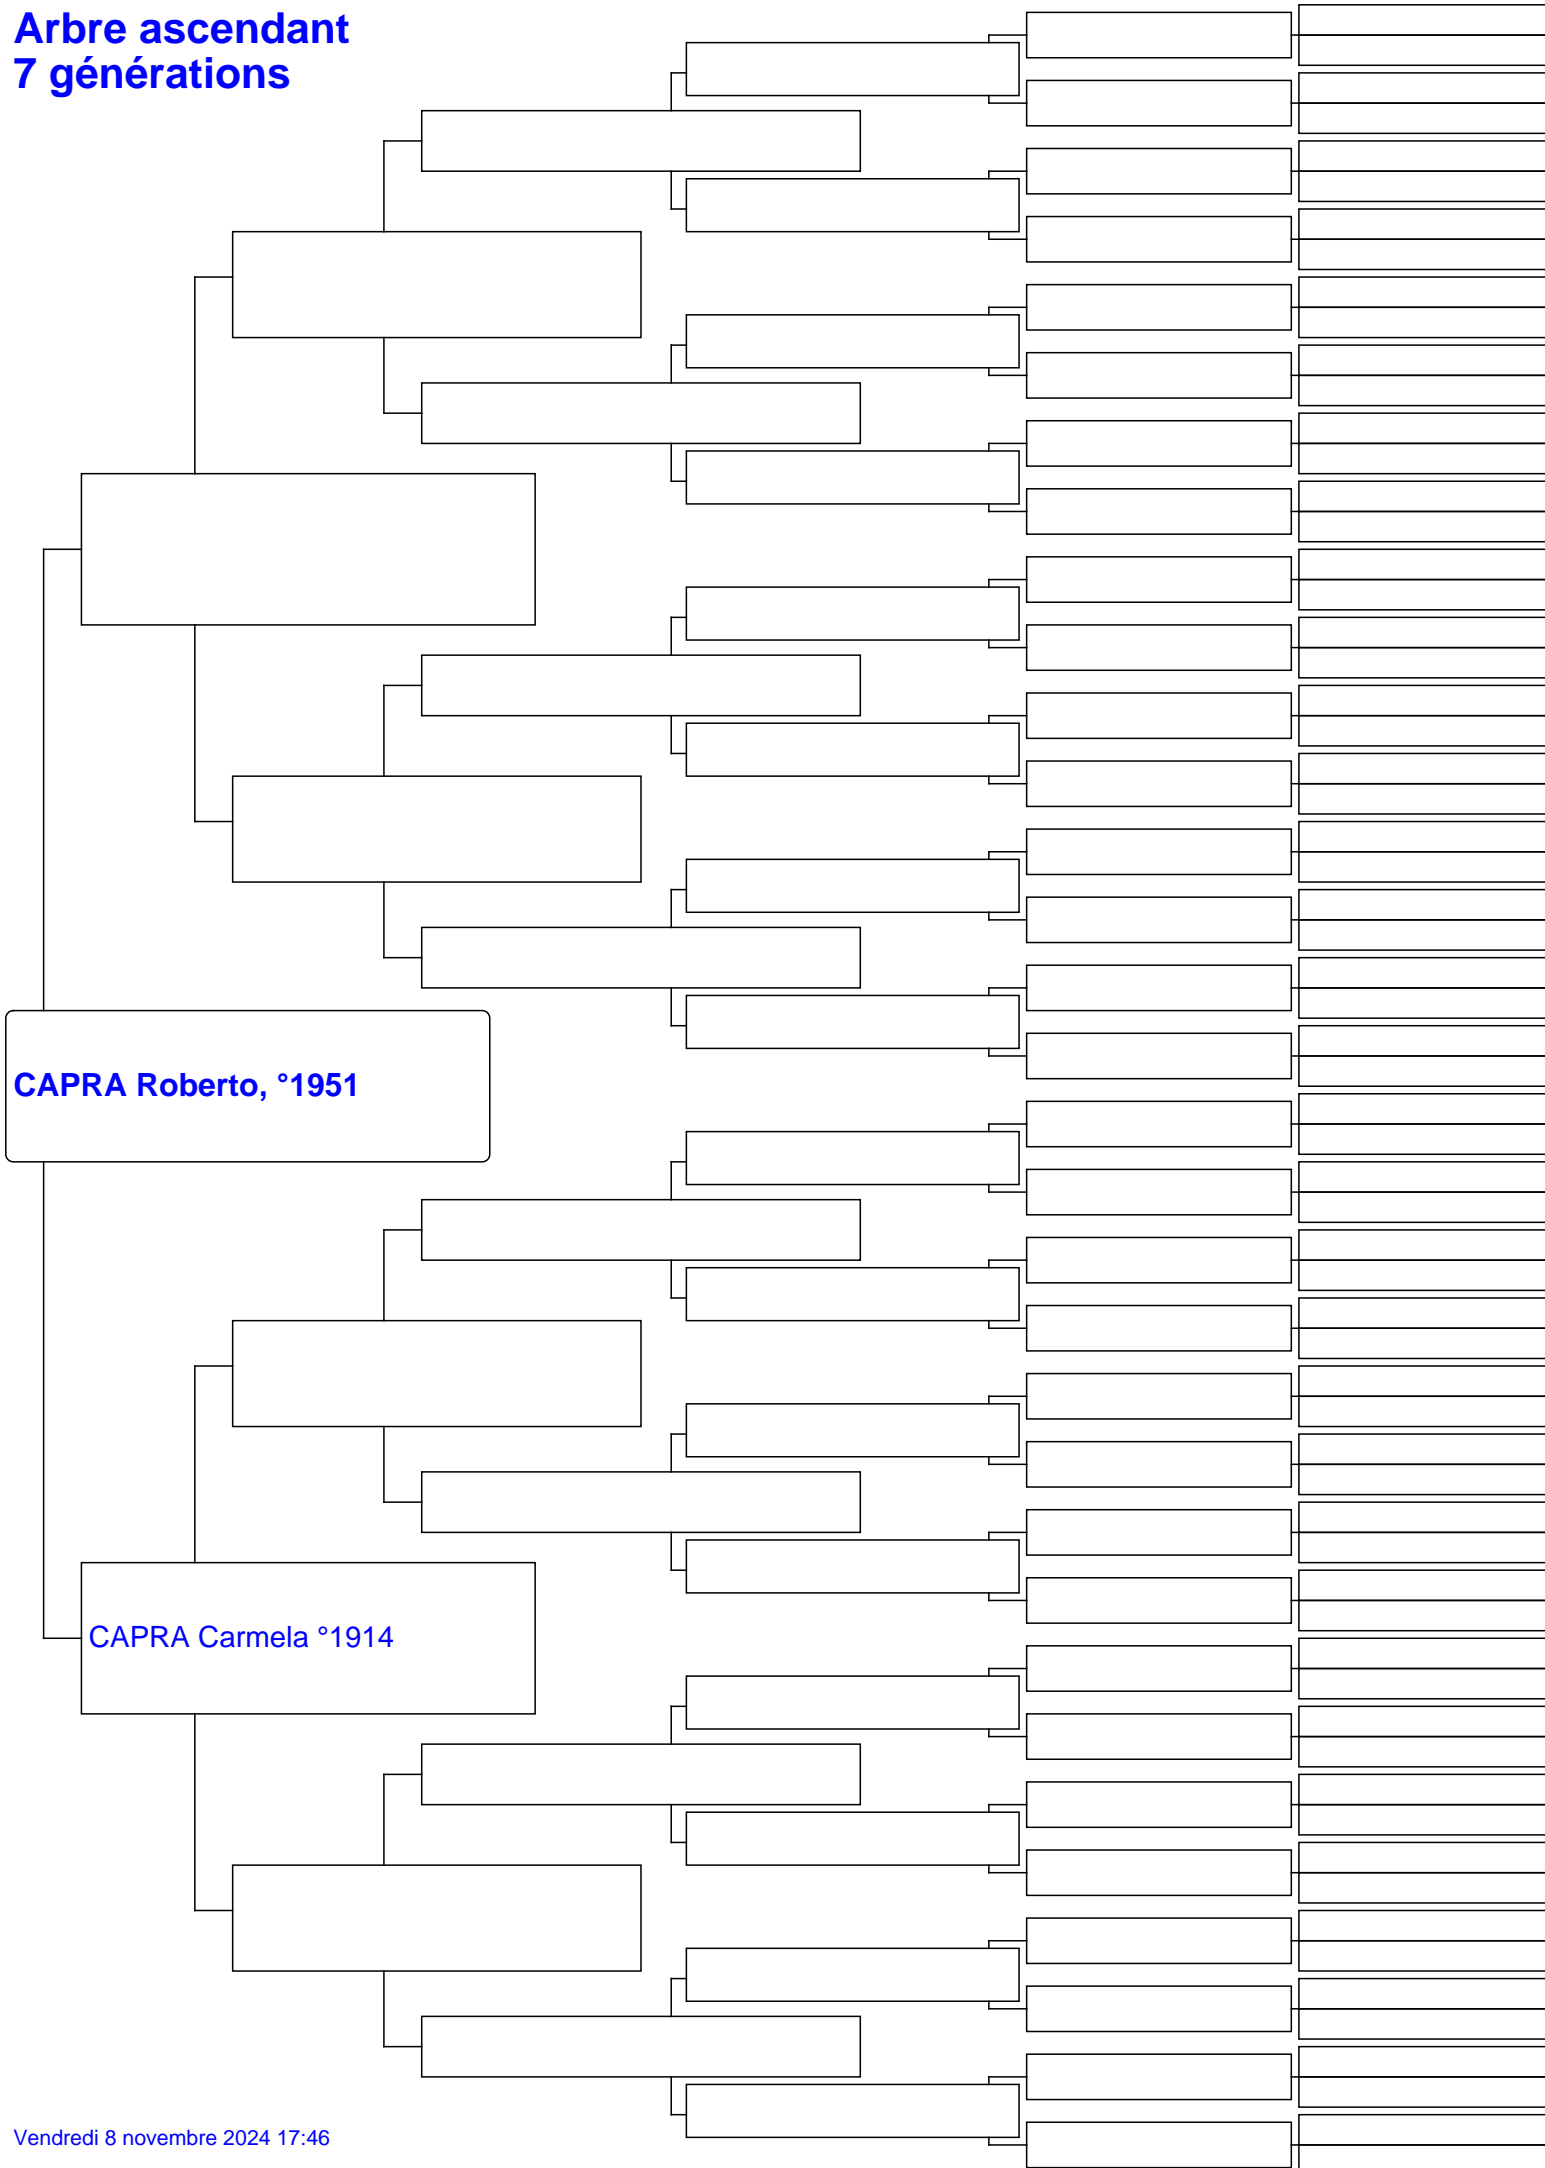 Arbre ascendant
7 générations
CAPRA Roberto, °1951
CAPRA Carmela °1914
Vendredi 8 novembre 2024 17:46